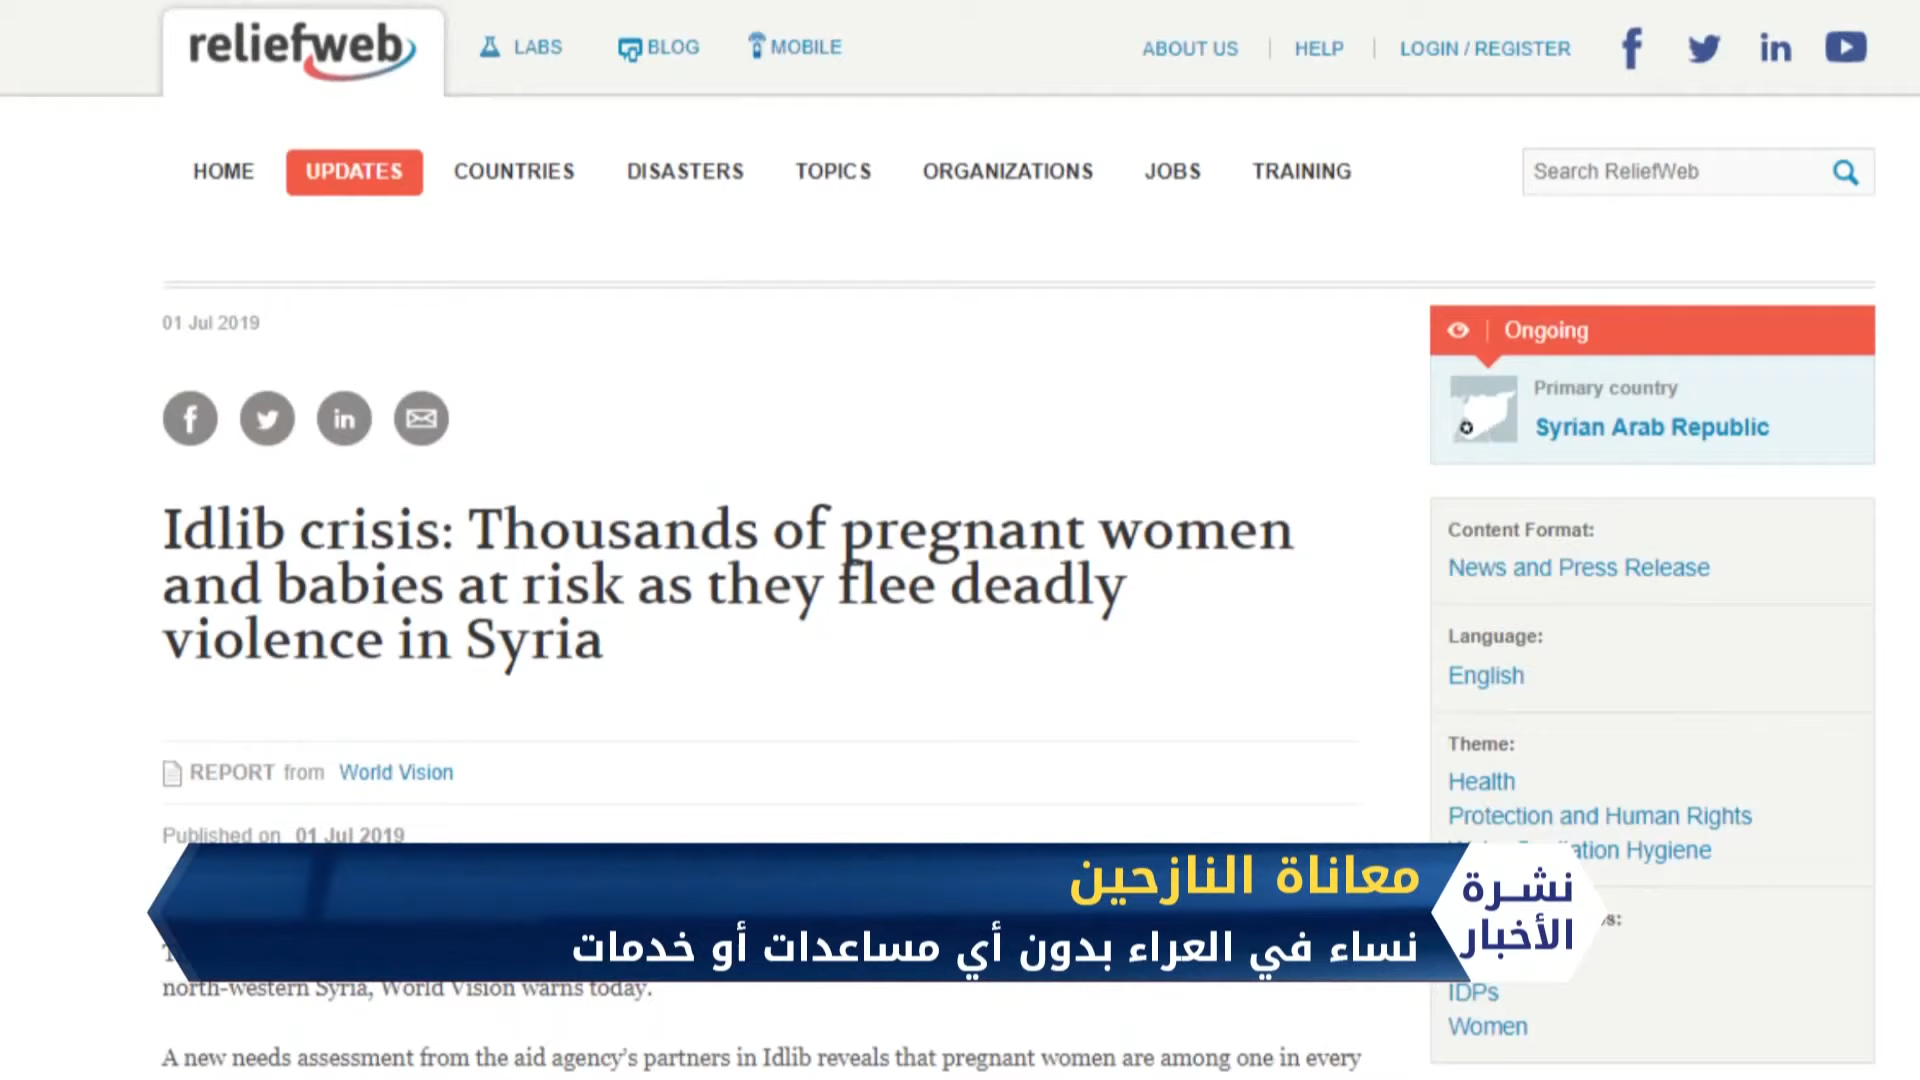 reliefweb
LABS
BLOG
MOBILE
ABOUT US
HELP
LOGIN / REGISTER
HOME
UPDATES
COUNTRIES
DISASTERS
TOPICS
ORGANIZATIONS
JOBS
TRAINING
Search ReliefWeb
01 Jul 2019
Idlib crisis: Thousands of pregnant women
and babies at risk as they flee deadly
violence in Syria
REPORT from World Vision
Published on 01 Jul 2019
north-western Syria, World Vision warns today.
A new needs assessment from the aid agency's partners in Idlib reveals that pregnant women are among one in every
Ongoing
Primary country
Syrian Arab Republic
Content Format:
News and Press Release
Language:
English
Theme:
Health
Protection and Human Rights
Hygiene
IDPs
Women
معاناة النازحين
نساء في العراء بدون أي مساعدات أو خدمات
نشرة
الأخبار